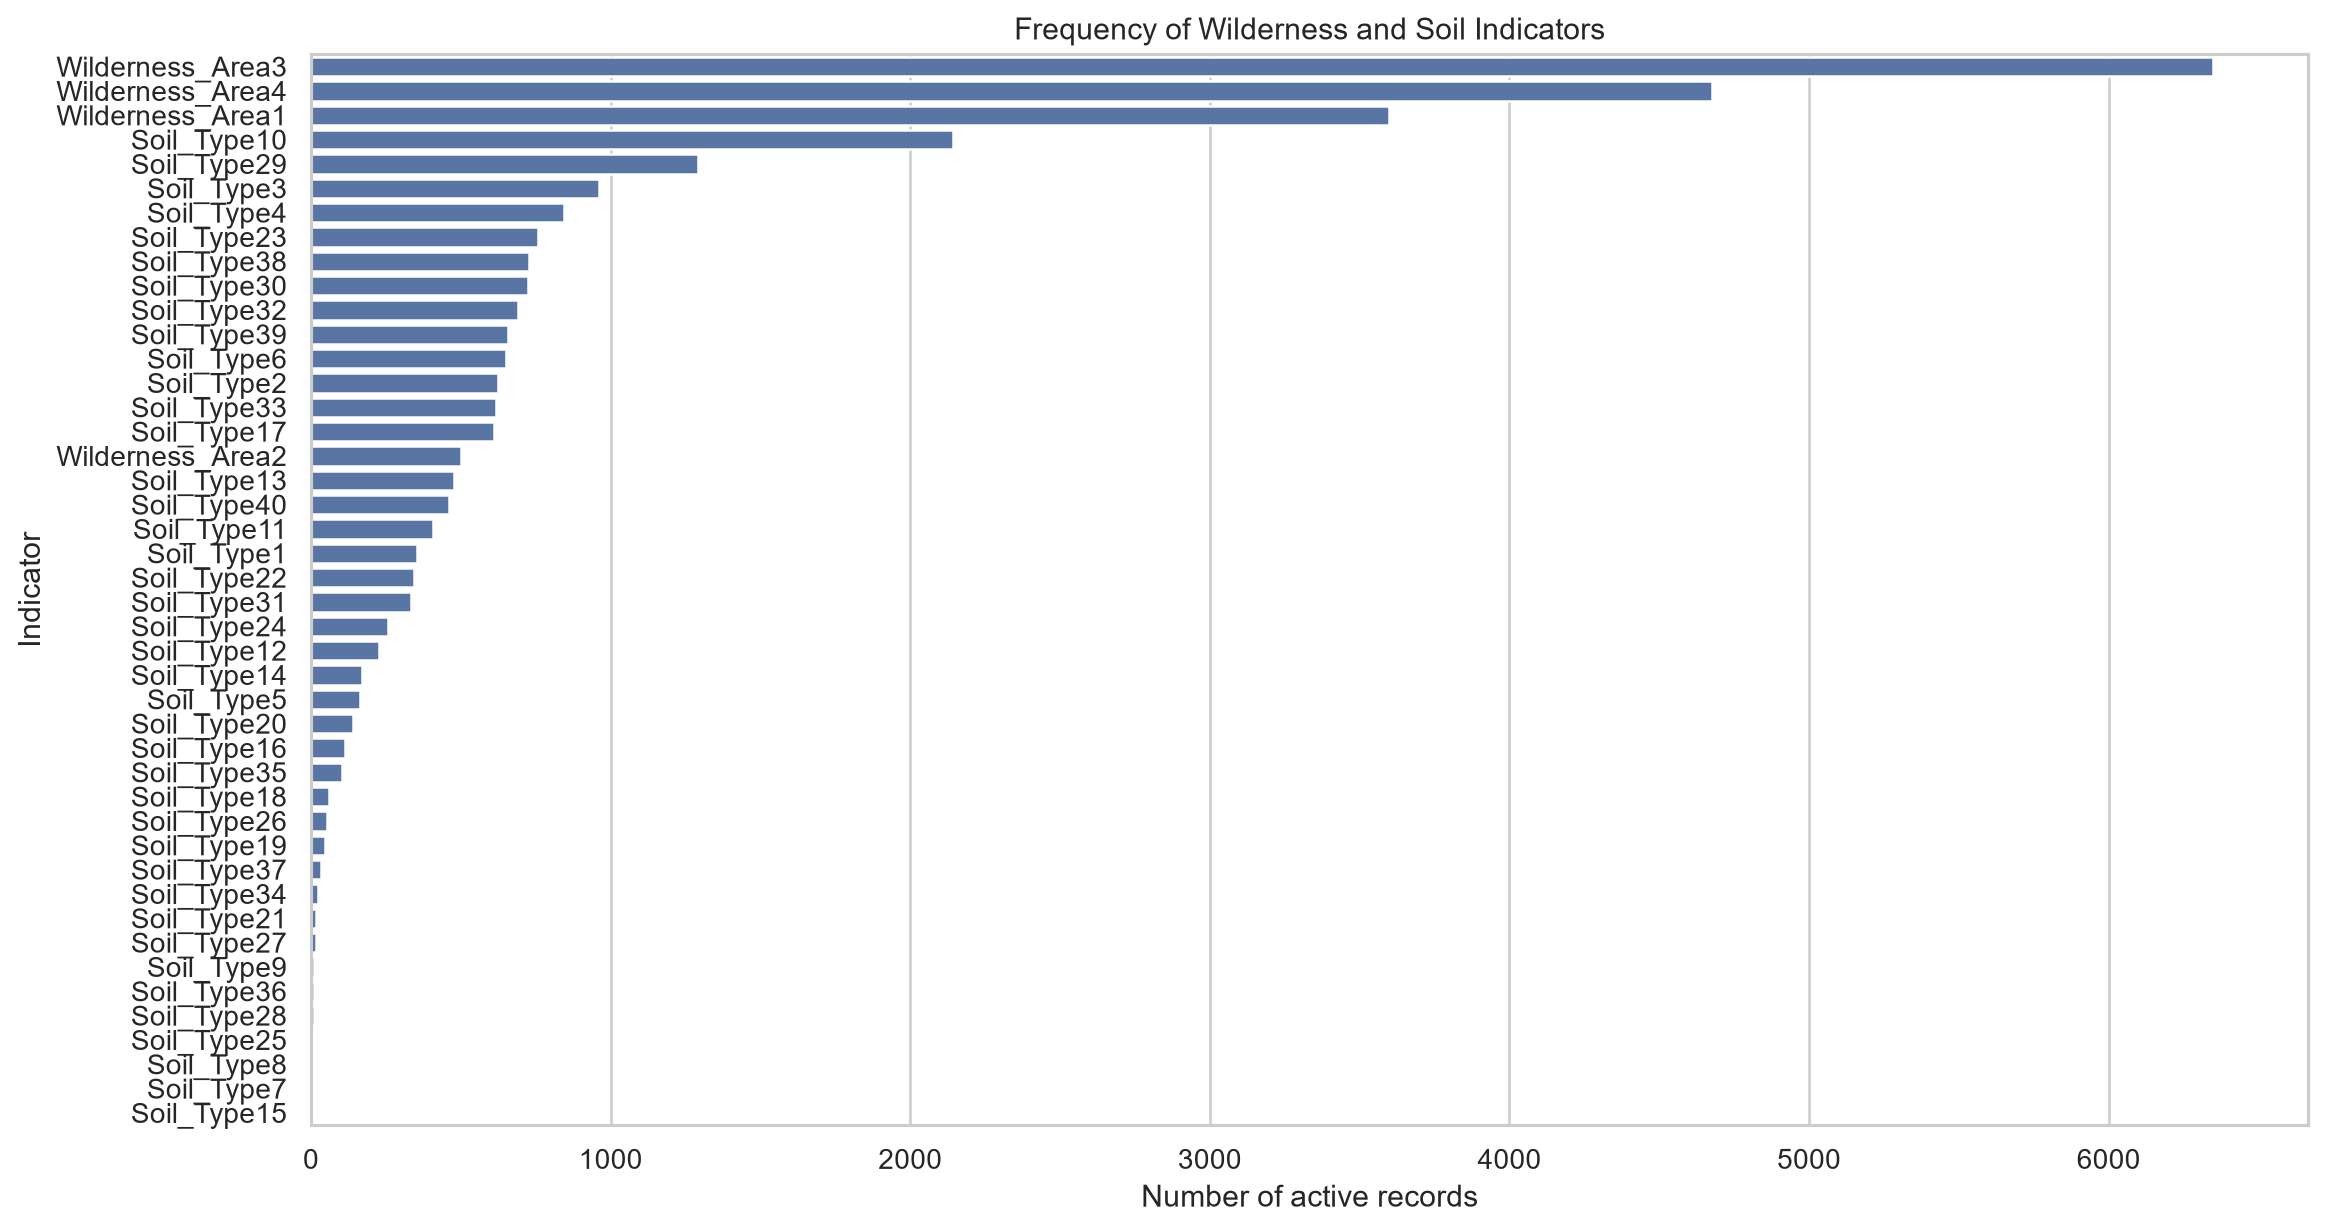 Frequency of Wilderness and Soil Indicators
Wilderness_Area3
Wilderness_Area4
Wilderness_Area1
Soil_Type10
Soil_Type29
Soil_Type3
Soil_Type4
Soil_Type23
Soil_Type38
Soil_Type30
Soil_Type32
Soil_Type39
Soil_Type6
Soil_Type2
Soil_Type33
Soil_Type17
Wilderness_Area2
Soil_Type13
Soil_Type40
Soil_Type11
Soil_Type1
Soil_Type22
Soil_Type31
Soil_Type24
Soil_Type12
Soil_Type14
Soil_Type5
Soil_Type20
Soil_Type16
Soil_Type35
Soil_Type18
Soil_Type26
Soil_Type19
Soil_Type37
Soil_Type34
Soil_Type21
Soil_Type27
Soil_Type9
Soil_Type36
Soil_Type28
Soil_Type25
Soil_Type8
Soil_Type7
Soil_Type15
Indicator
0 1000 2000 3000 4000 5000 6000
Number of active records